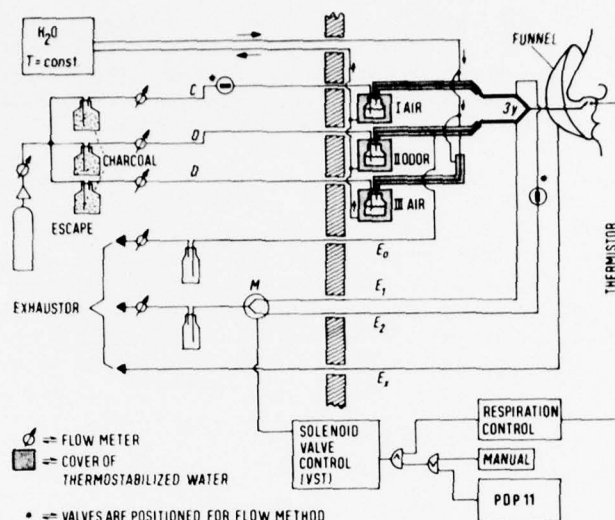 H₂O
T = const.
FUNNEL
C
*
I AIR
3y
O
CHARCOAL
II ODOR
*
D
III AIR
ESCAPE
THERMISTOR
E₀
M
E₁
EXHAUSTOR
E₂
Eₓ
RESPIRATION
CONTROL
SOLENOID
VALVE
CONTROL
(VST)
MANUAL
PDP 11
= FLOW METER
= COVER OF
THERMOSTABILIZED WATER
* = VALVES ARE POSITIONED FOR FLOW METHOD